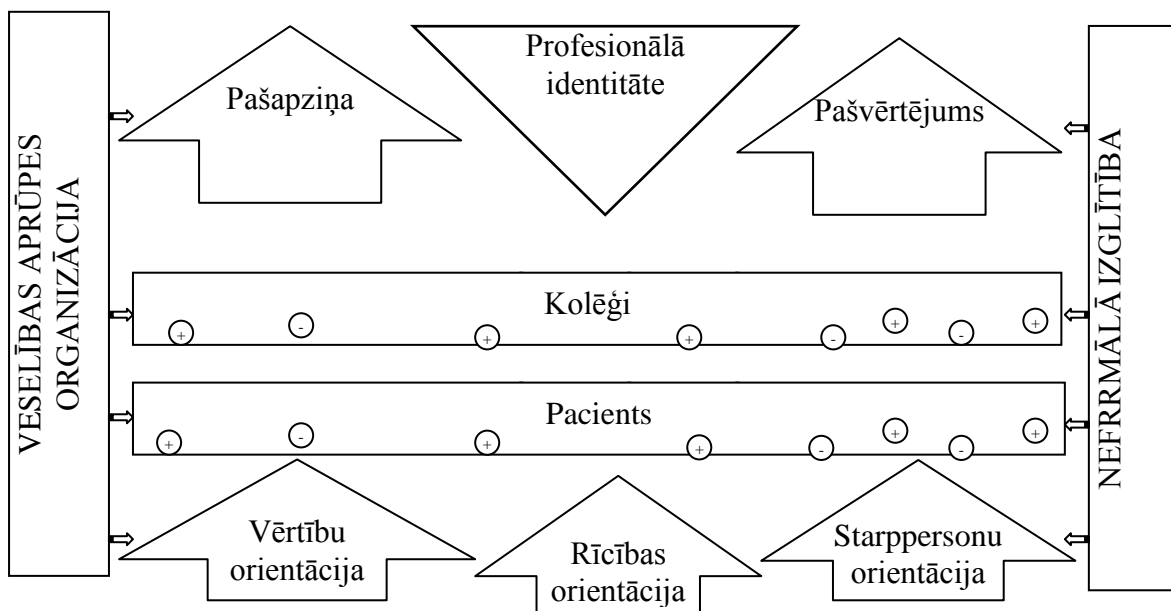 VESELĪBAS APRŪPES
ORGANIZĀCIJA
Pašapziņa
Profesionālā
identitāte
Pašvērtējums
NEFRRMĀLĀ IZGLĪTĪBA
Kolēģi
+ - + + - + - +
Pacients
+ - + + - + - +
Vērtību
orientācija
Rīcības
orientācija
Starppersonu
orientācija